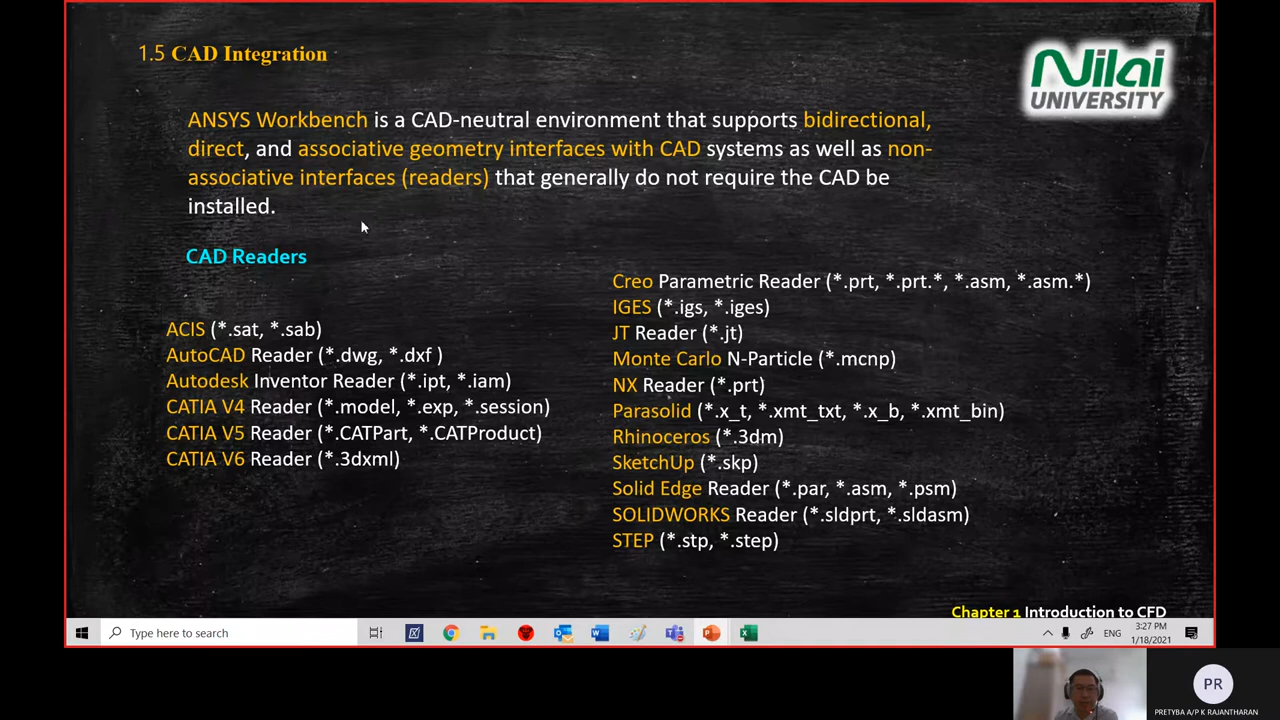 1.5 CAD Integration
Nilai
UNIVERSITY
ANSYS Workbench is a CAD-neutral environment that supports bidirectional,
direct, and associative geometry interfaces with CAD systems as well as non-
associative interfaces (readers) that generally do not require the CAD be
installed.
CAD Readers
ACIS (*.sat, *.sab)
AutoCAD Reader (*.dwg, *.dxf )
Autodesk Inventor Reader (*.ipt, *.iam)
CATIA V4 Reader (*.model, *.exp, *.session)
CATIA V5 Reader (*.CATPart, *.CATProduct)
CATIA V6 Reader (*.3dxml)
Creo Parametric Reader (*.prt, *.prt.*, *.asm, *.asm.*)
IGES (*.igs, *.iges)
JT Reader (*.jt)
Monte Carlo N-Particle (*.mcnp)
NX Reader (*.prt)
Parasolid (*.x_t, *.xmt_txt, *.x_b, *.xmt_bin)
Rhinoceros (*.3dm)
SketchUp (*.skp)
Solid Edge Reader (*.par, *.asm, *.psm)
SOLIDWORKS Reader (*.sldprt, *.sldasm)
STEP (*.stp, *.step)
Chapter 1 Introduction to CFD
Type here to search
ENG
3:27 PM
1/18/2021
PR
PRETYBA A/P K RAJANTHARAN